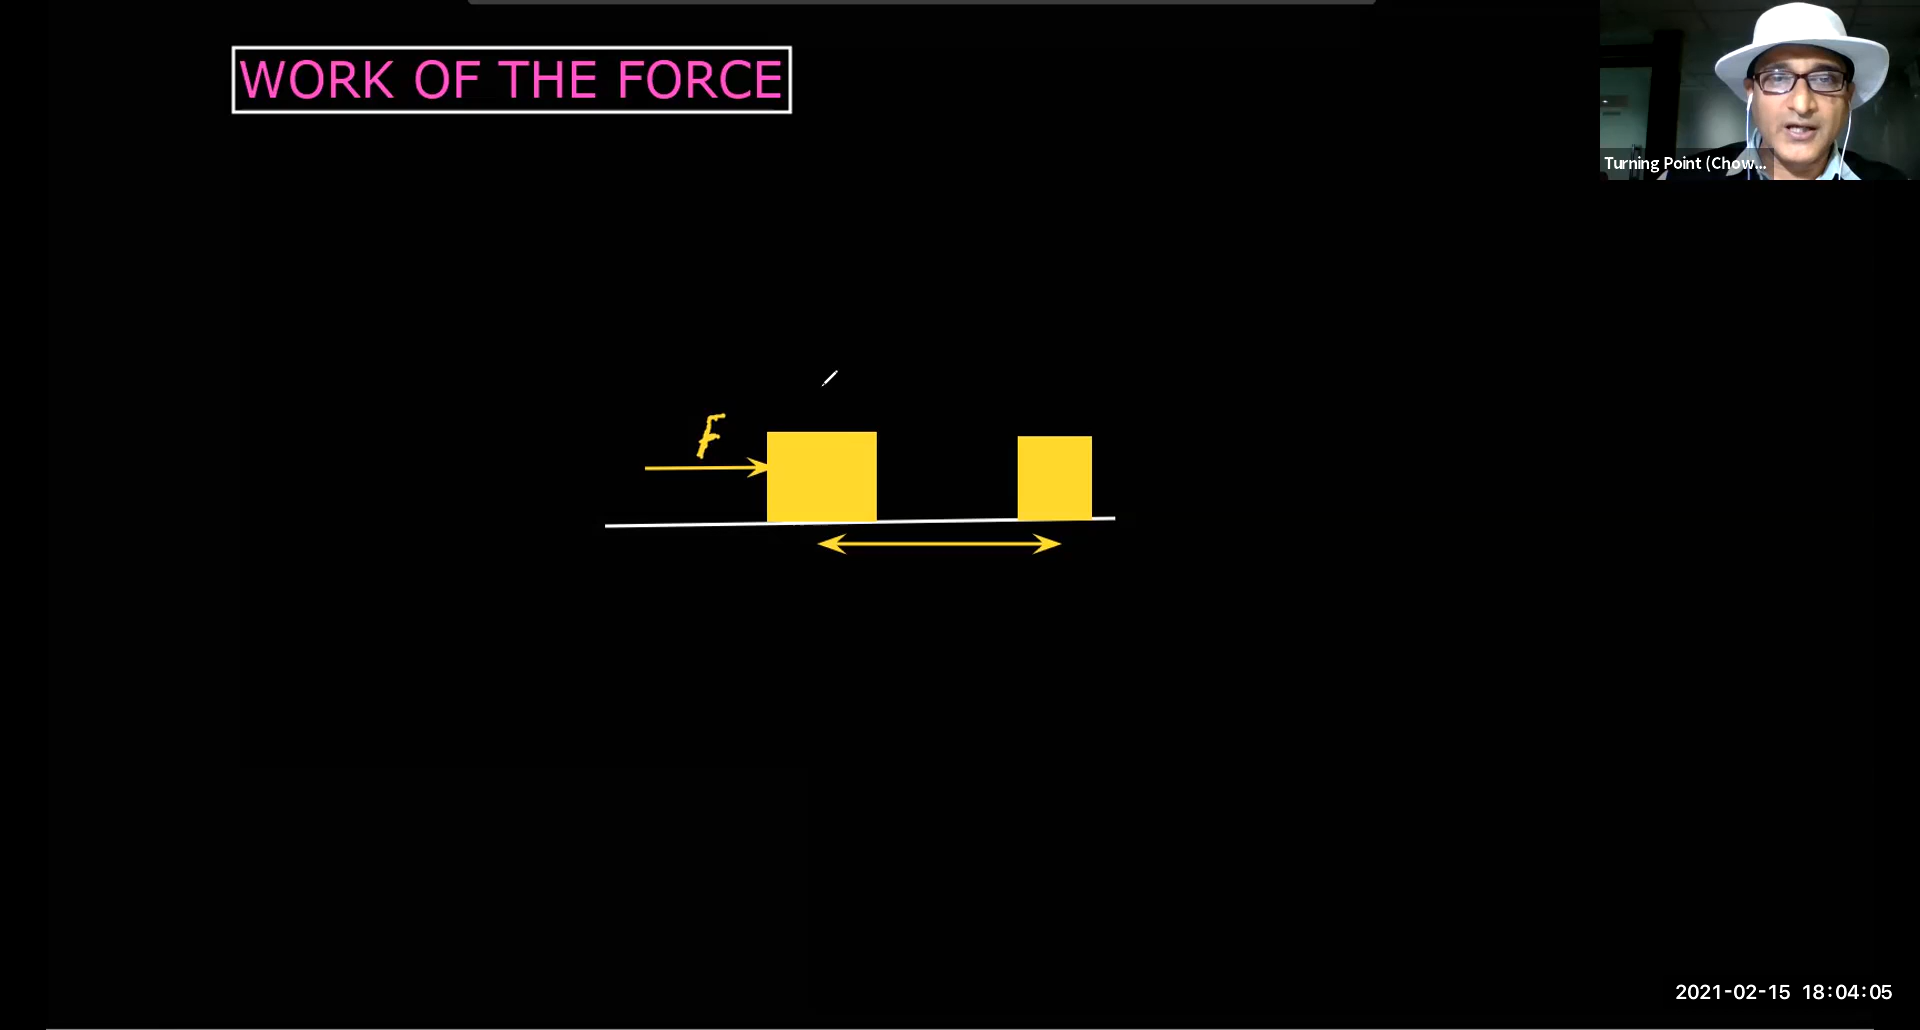 WORK OF THE FORCE
Turning Point (Chow...
F
2021-02-15 18:04:05